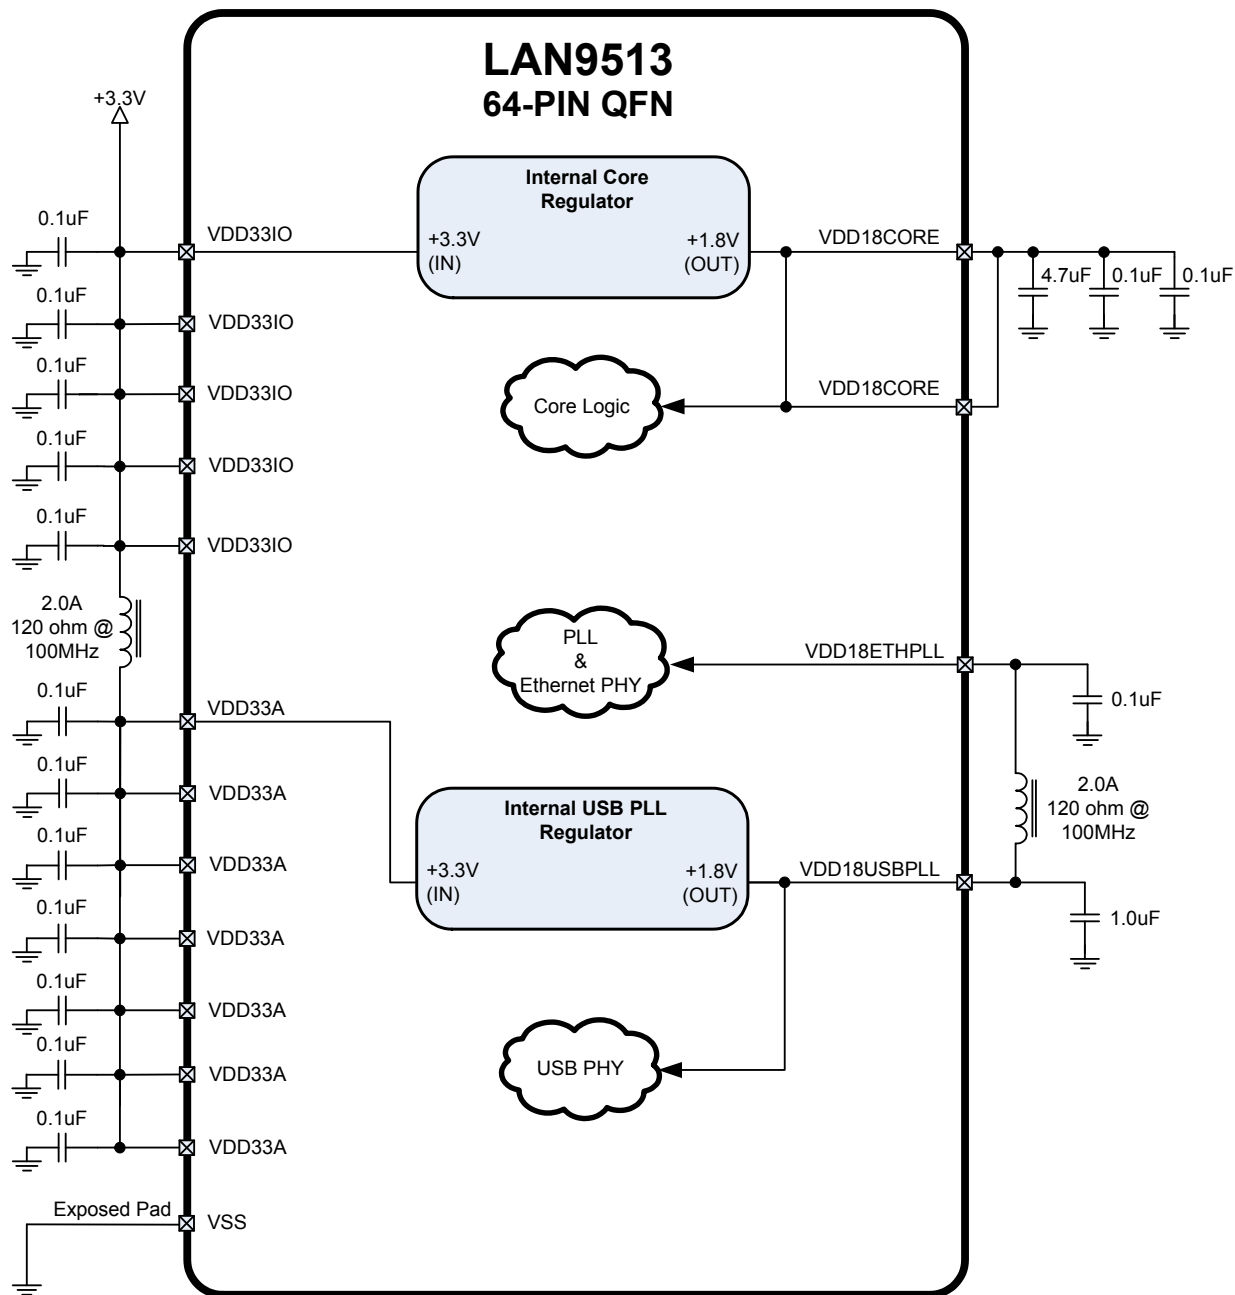 LAN9513
64-PIN QFN
+3.3V
Internal Core
Regulator
+3.3V
(IN)
+1.8V
(OUT)
0.1uF
VDD33IO
VDD18CORE
4.7uF
0.1uF
0.1uF
0.1uF
VDD33IO
0.1uF
VDD33IO
Core Logic
VDD18CORE
0.1uF
VDD33IO
0.1uF
VDD33IO
2.0A
120 ohm @
100MHz
PLL
&
Ethernet PHY
VDD18ETHPLL
0.1uF
0.1uF
VDD33A
0.1uF
VDD33A
2.0A
120 ohm @
100MHz
Internal USB PLL
Regulator
+3.3V
(IN)
+1.8V
(OUT)
VDD18USBPLL
1.0uF
0.1uF
VDD33A
0.1uF
VDD33A
0.1uF
VDD33A
0.1uF
VDD33A
USB PHY
0.1uF
VDD33A
Exposed Pad
VSS